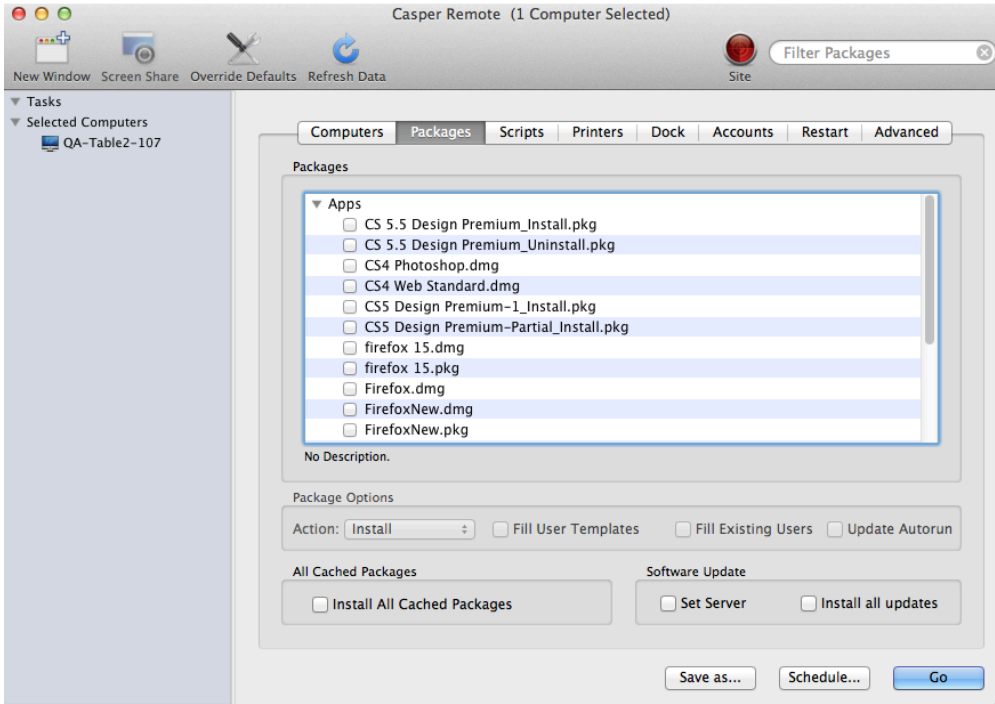 Casper Remote (1 Computer Selected)
New Window Screen Share Override Defaults Refresh Data Site Filter Packages
Tasks
Selected Computers
QA-Table2-107
Computers Packages Scripts Printers Dock Accounts Restart Advanced
Packages
Apps
CS 5.5 Design Premium_Install.pkg
CS 5.5 Design Premium_Uninstall.pkg
CS4 Photoshop.dmg
CS4 Web Standard.dmg
CS5 Design Premium-1_Install.pkg
CS5 Design Premium-Partial_Install.pkg
firefox 15.dmg
firefox 15.pkg
Firefox.dmg
FirefoxNew.dmg
FirefoxNew.pkg
No Description.
Package Options
Action: Install Fill User Templates Fill Existing Users Update Autorun
All Cached Packages
Install All Cached Packages
Software Update
Set Server Install all updates
Save as... Schedule... Go